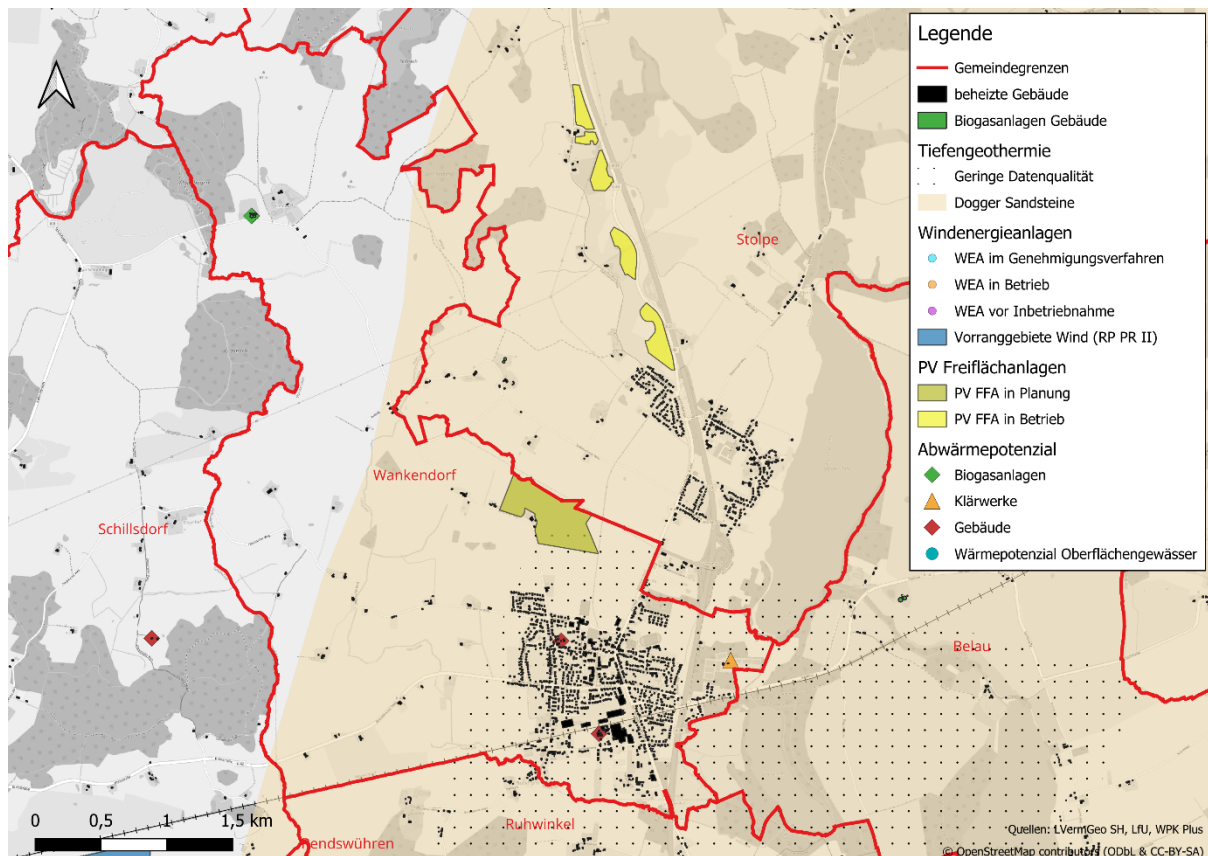 Legende
Gemeindegrenzen
beheizte Gebäude
Biogasanlagen Gebäude
Tiefengeothermie
Geringe Datenqualität
Dogger Sandsteine
Windenergieanlagen
WEA im Genehmigungsverfahren
WEA in Betrieb
WEA vor Inbetriebnahme
Vorranggebiete Wind (RP PR II)
PV Freiflächanlagen
PV FFA in Planung
PV FFA in Betrieb
Abwärmepotenzial
Biogasanlagen
Klärwerke
Gebäude
Wärmepotenzial Oberflächengewässer
Stolpe
Wankendorf
Schillsdorf
Belau
Ruhwinkel
Rendswühren
0 0,5 1 1,5 km
Quellen: LVermGeo SH, LfU, WPK Plus
© OpenStreetMap contributors (ODbL & CC-BY-SA)